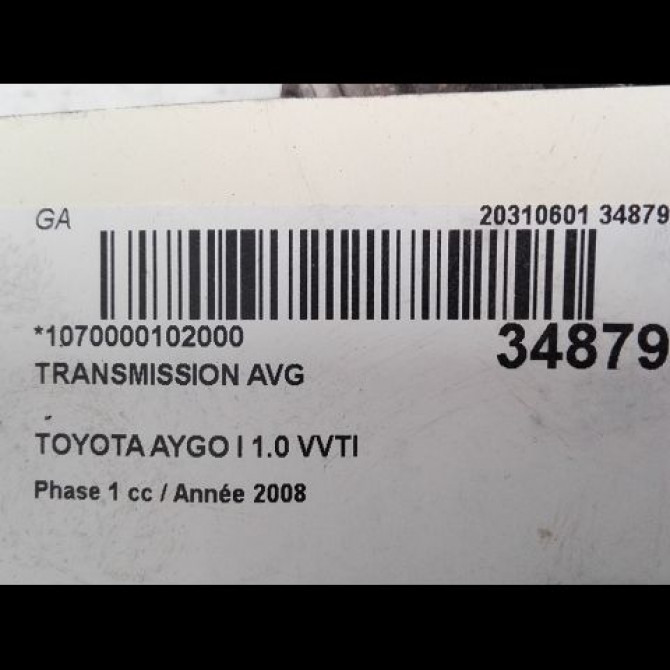 GA
20310601 34879
*1070000102000
34879
TRANSMISSION AVG
TOYOTA AYGO I 1.0 VVTI
Phase 1 cc / Année 2008